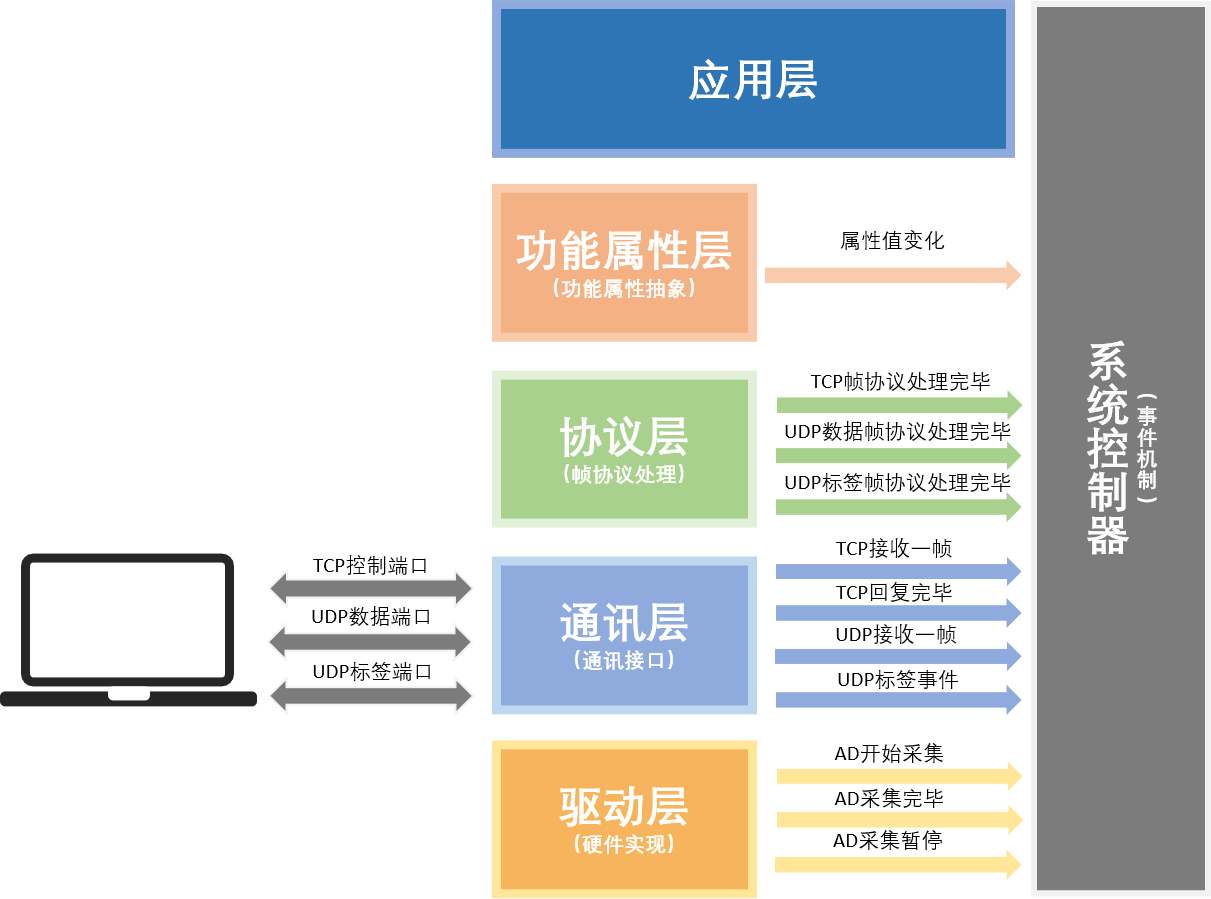 应用层
功能属性层
（功能属性抽象）
属性值变化
协议层
（帧协议处理）
TCP帧协议处理完毕
UDP数据帧协议处理完毕
UDP标签帧协议处理完毕
TCP控制端口
UDP数据端口
UDP标签端口
通讯层
（通讯接口）
TCP接收一帧
TCP回复完毕
UDP接收一帧
UDP标签事件
驱动层
（硬件实现）
AD开始采集
AD采集完毕
AD采集暂停
系统控制器
（事件机制）